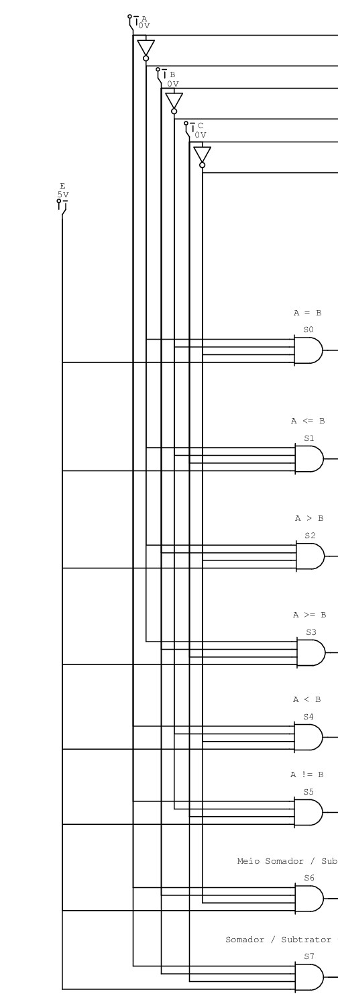 A
0V
B
0V
C
0V
E
5V
A = B
S0
A <= B
S1
A > B
S2
A >= B
S3
A < B
S4
A != B
S5
Meio Somador / Sub
S6
Somador / Subtrator
S7